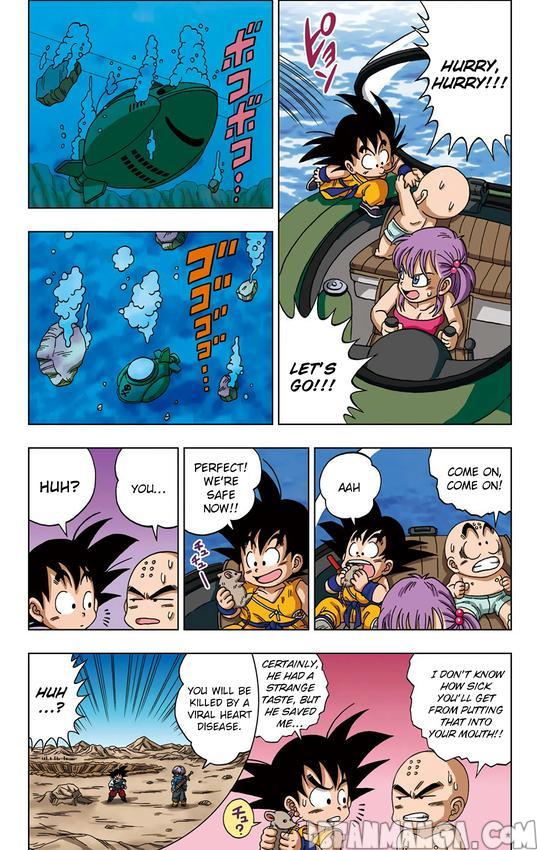 HURRY,
HURRY!!!
ピョン
LET'S
GO!!!
ボコボコ...
ゴゴゴゴ...
COME ON,
COME ON!
AAH
PERFECT!
WE'RE
SAFE
NOW!!
YOU...
HUH?
I DON'T KNOW
HOW SICK
YOU'LL GET
FROM PUTTING
THAT INTO
YOUR MOUTH!!
CERTAINLY,
HE HAD A
STRANGE
TASTE, BUT
HE SAVED
ME...
チュ?
YOU WILL BE
KILLED BY A
VIRAL HEART
DISEASE.
HUH
...?